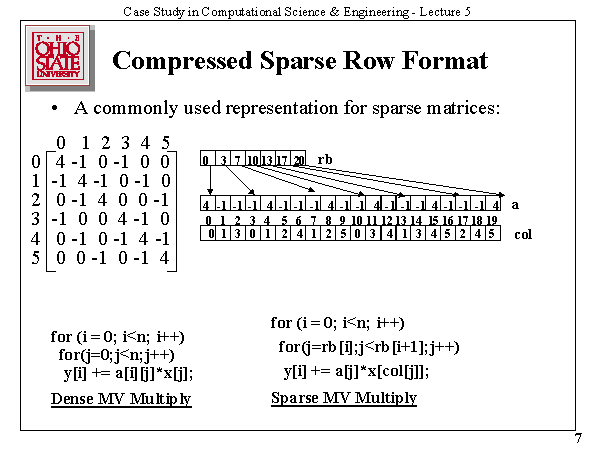 Case Study in Computational Science & Engineering - Lecture 5
T · H · E
OHIO
STATE
UNIVERSITY
Compressed Sparse Row Format
• A commonly used representation for sparse matrices:
0 1 2 3 4 5
0 4 -1 0 -1 0 0
1 -1 4 -1 0 -1 0
2 0 -1 4 0 0 -1
3 -1 0 0 4 -1 0
4 0 -1 0 -1 4 -1
5 0 0 -1 0 -1 4
0 3 7 10 13 17 20 rb
4 -1 -1 -1 4 -1 -1 -1 4 -1 -1 4 -1 -1 -1 4 -1 -1 -1 4 a
0 1 2 3 4 5 6 7 8 9 10 11 12 13 14 15 16 17 18 19
0 1 3 0 1 2 4 1 2 5 0 3 4 1 3 4 5 2 4 5 col
for (i = 0; i<n; i++)
for(j=0;j<n;j++)
y[i] += a[i][j]*x[j];
Dense MV Multiply
for (i = 0; i<n; i++)
for(j=rb[i];j<rb[i+1];j++)
y[i] += a[j]*x[col[j]];
Sparse MV Multiply
7